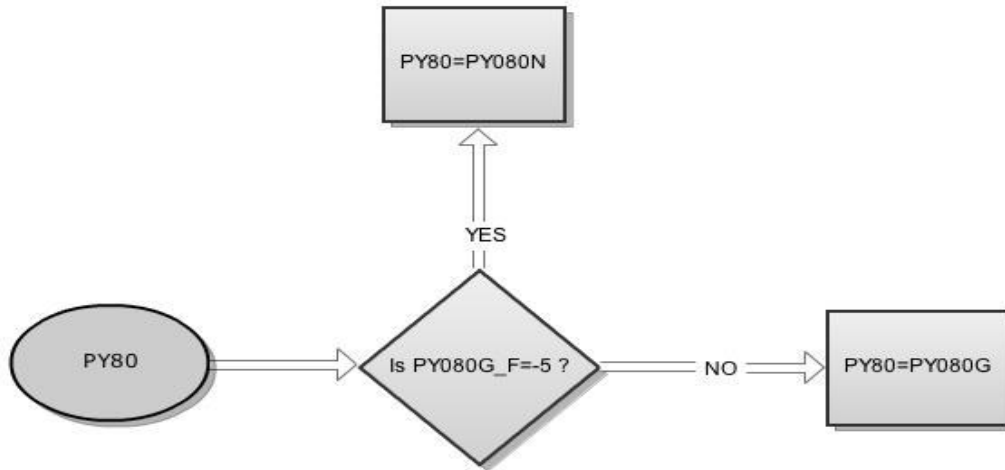 PY80=PY080N
YES
PY80
Is PY080G_F=-5 ?
NO
PY80=PY080G